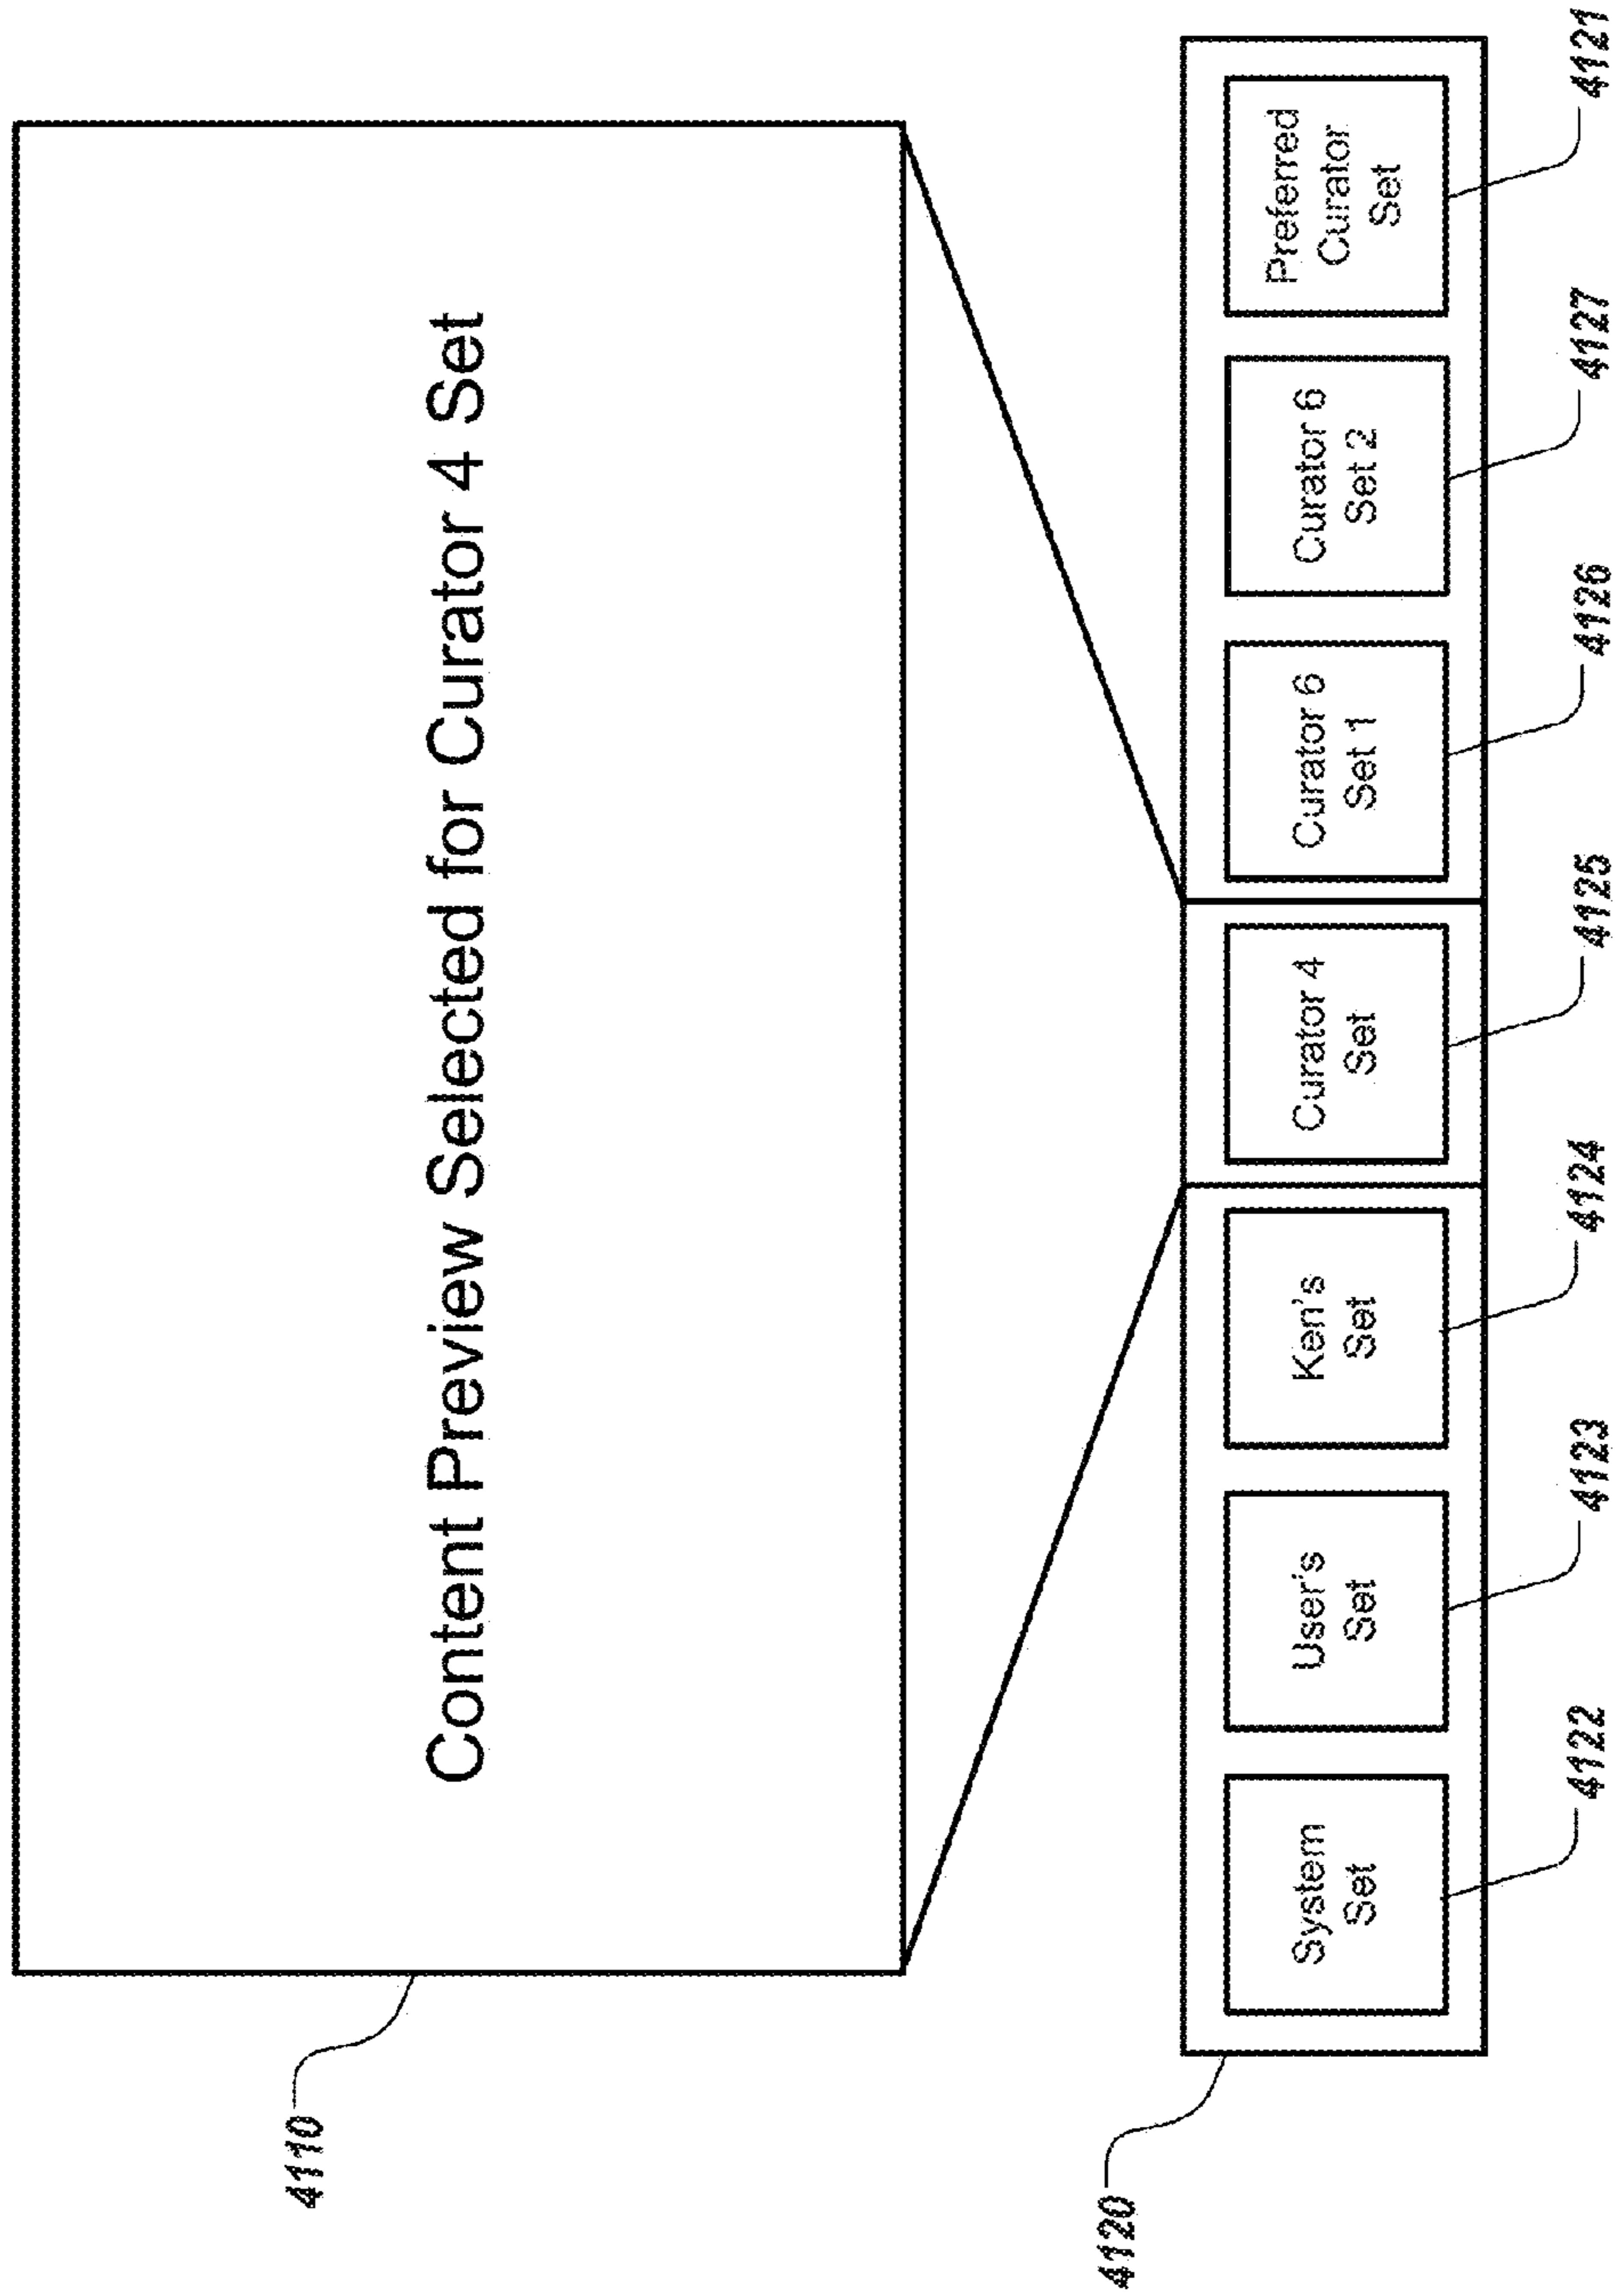 4110
Content Preview Selected for Curator 4 Set
4120
System
Set
User's
Set
Ken's
Set
Curator 4
Set
Curator 6
Set 1
Curator 6
Set 2
Preferred
Curator
Set
4122
4123
4124
4125
4126
4127
4121